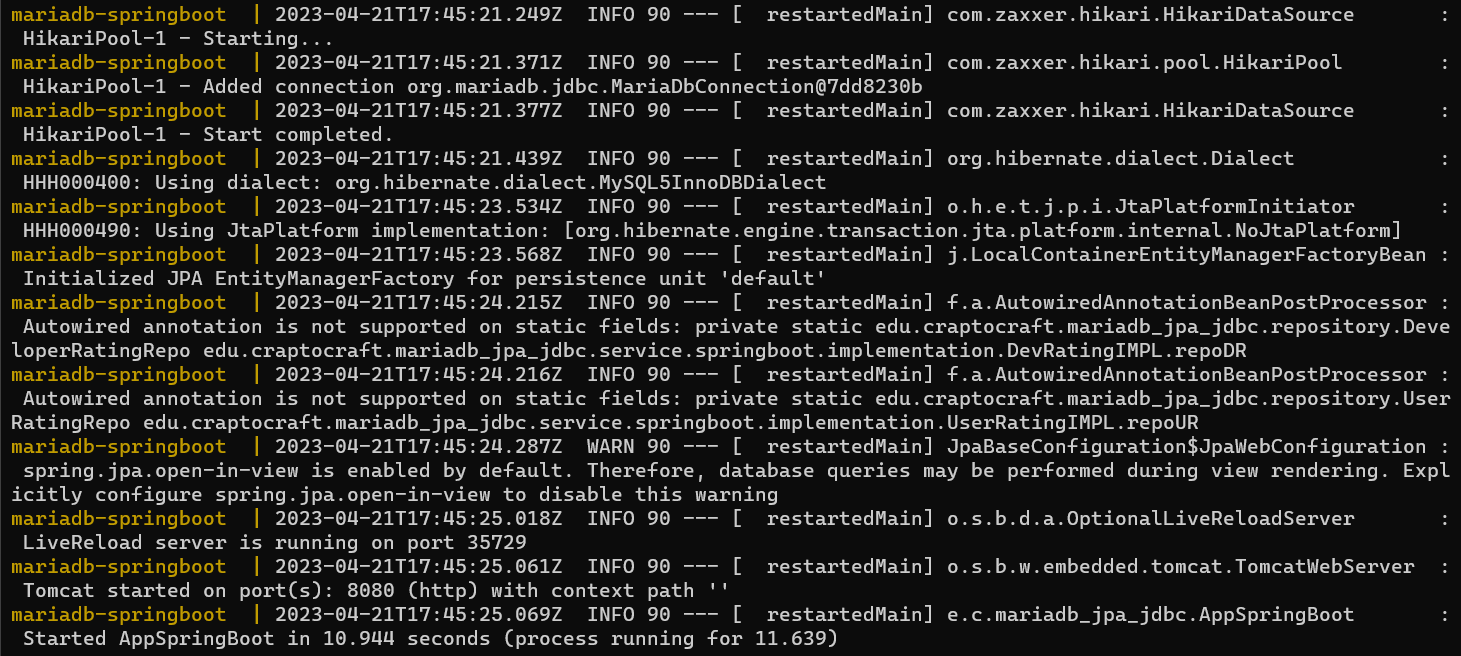 mariadb-springboot  | 2023-04-21T17:45:21.249Z  INFO 90 --- [  restartedMain] com.zaxxer.hikari.HikariDataSource       :
 HikariPool-1 - Starting...
mariadb-springboot  | 2023-04-21T17:45:21.371Z  INFO 90 --- [  restartedMain] com.zaxxer.hikari.pool.HikariPool        :
 HikariPool-1 - Added connection org.mariadb.jdbc.MariaDbConnection@7dd8230b
mariadb-springboot  | 2023-04-21T17:45:21.377Z  INFO 90 --- [  restartedMain] com.zaxxer.hikari.HikariDataSource       :
 HikariPool-1 - Start completed.
mariadb-springboot  | 2023-04-21T17:45:21.439Z  INFO 90 --- [  restartedMain] org.hibernate.dialect.Dialect            :
 HHH000400: Using dialect: org.hibernate.dialect.MySQL5InnoDBDialect
mariadb-springboot  | 2023-04-21T17:45:23.534Z  INFO 90 --- [  restartedMain] o.h.e.t.j.p.i.JtaPlatformInitiator       :
 HHH000490: Using JtaPlatform implementation: [org.hibernate.engine.transaction.jta.platform.internal.NoJtaPlatform]
mariadb-springboot  | 2023-04-21T17:45:23.568Z  INFO 90 --- [  restartedMain] j.LocalContainerEntityManagerFactoryBean :
 Initialized JPA EntityManagerFactory for persistence unit 'default'
mariadb-springboot  | 2023-04-21T17:45:24.215Z  INFO 90 --- [  restartedMain] f.a.AutowiredAnnotationBeanPostProcessor :
 Autowired annotation is not supported on static fields: private static edu.craptocraft.mariadb_jpa_jdbc.repository.Deve
loperRatingRepo edu.craptocraft.mariadb_jpa_jdbc.service.springboot.implementation.DevRatingIMPL.repoDR
mariadb-springboot  | 2023-04-21T17:45:24.216Z  INFO 90 --- [  restartedMain] f.a.AutowiredAnnotationBeanPostProcessor :
 Autowired annotation is not supported on static fields: private static edu.craptocraft.mariadb_jpa_jdbc.repository.User
RatingRepo edu.craptocraft.mariadb_jpa_jdbc.service.springboot.implementation.UserRatingIMPL.repoUR
mariadb-springboot  | 2023-04-21T17:45:24.287Z  WARN 90 --- [  restartedMain] JpaBaseConfiguration$JpaWebConfiguration :
 spring.jpa.open-in-view is enabled by default. Therefore, database queries may be performed during view rendering. Expl
icitly configure spring.jpa.open-in-view to disable this warning
mariadb-springboot  | 2023-04-21T17:45:25.018Z  INFO 90 --- [  restartedMain] o.s.b.d.a.OptionalLiveReloadServer       :
 LiveReload server is running on port 35729
mariadb-springboot  | 2023-04-21T17:45:25.061Z  INFO 90 --- [  restartedMain] o.s.b.w.embedded.tomcat.TomcatWebServer  :
 Tomcat started on port(s): 8080 (http) with context path ''
mariadb-springboot  | 2023-04-21T17:45:25.069Z  INFO 90 --- [  restartedMain] e.c.mariadb_jpa_jdbc.AppSpringBoot       :
 Started AppSpringBoot in 10.944 seconds (process running for 11.639)